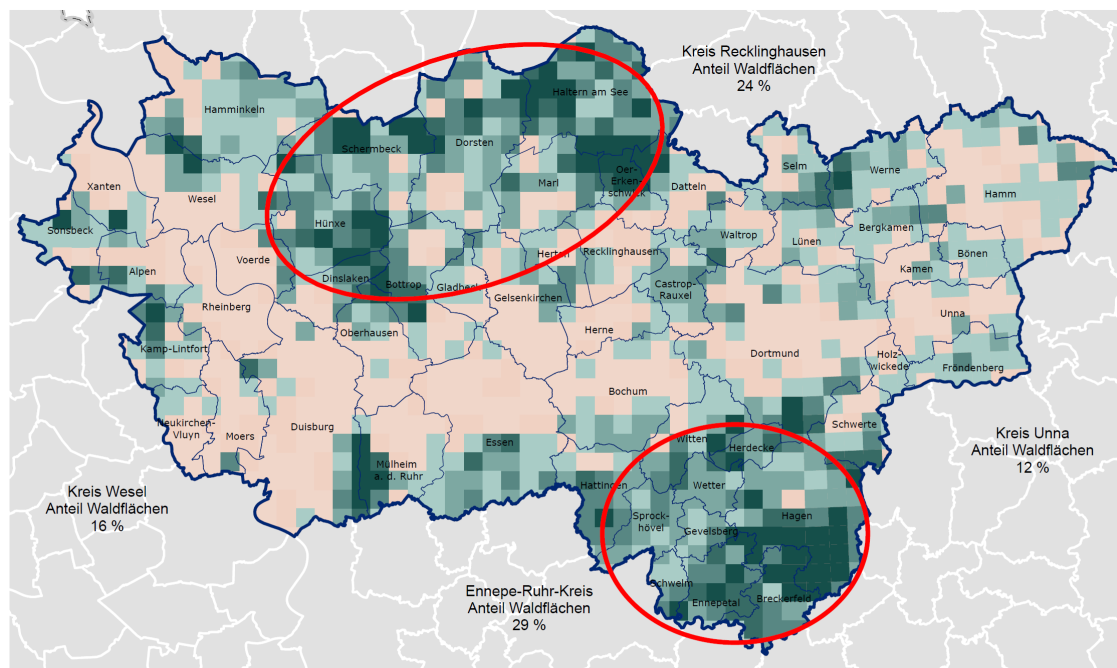 Kreis Recklinghausen
Anteil Waldflächen
24 %
Haltern am See
Hamminkeln
Schermbeck
Dorsten
Selm
Werne
Marl
Oer-
Erken-
schwick
Datteln
Xanten
Wesel
Hamm
Hünxe
Bergkamen
Sonsbeck
Waltrop
Lünen
Herten
Recklinghausen
Bönen
Voerde
Alpen
Kamen
Dinslaken
Bottrop
Gladbeck
Castrop-
Rauxel
Gelsenkirchen
Rheinberg
Unna
Oberhausen
Herne
Kamp-Lintfort
Dortmund
Holz-
wickede
Fröndenberg
Bochum
Neukirchen-
Vluyn
Moers
Duisburg
Schwerte
Essen
Witten
Herdecke
Kreis Unna
Anteil Waldflächen
12 %
Mülheim
a. d. Ruhr
Hattingen
Wetter
Kreis Wesel
Anteil Waldflächen
16 %
Sprock-
hövel
Hagen
Gevelsberg
Schwelm
Ennepetal
Breckerfeld
Ennepe-Ruhr-Kreis
Anteil Waldflächen
29 %